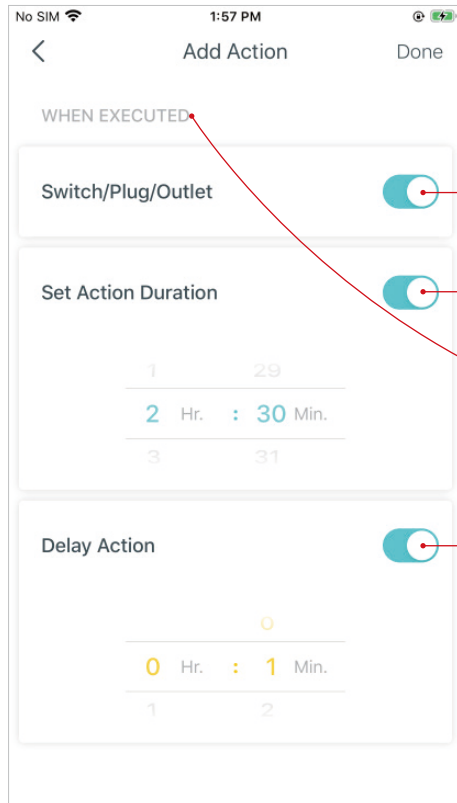 No SIM 1:57 PM
Add Action Done
WHEN EXECUTED
Switch/Plug/Outlet
Set Action Duration
1 29
2 Hr. : 30 Min.
3 31
Delay Action
0
0 Hr. : 1 Min.
1 2